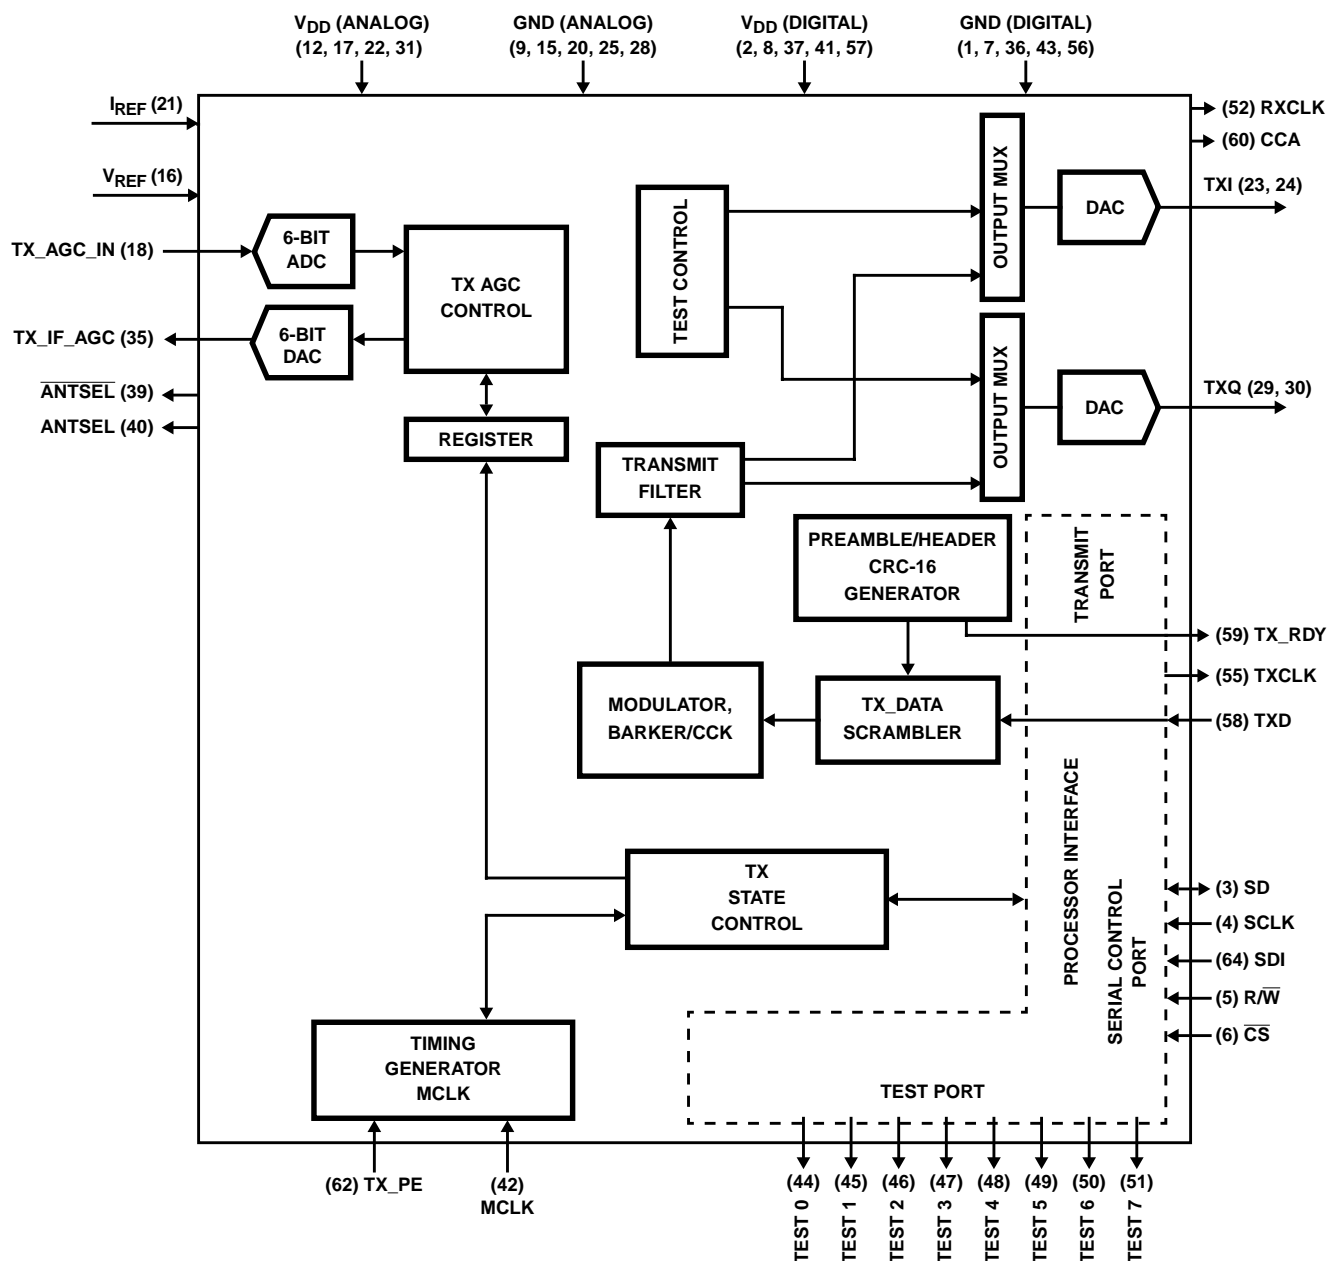 VDD (ANALOG)
(12, 17, 22, 31)
GND (ANALOG)
(9, 15, 20, 25, 28)
VDD (DIGITAL)
(2, 8, 37, 41, 57)
GND (DIGITAL)
(1, 7, 36, 43, 56)
IREF (21)
VREF (16)
TX_AGC_IN (18)
TX_IF_AGC (35)
ANTSEL (39)
ANTSEL (40)
6-BIT
ADC
6-BIT
DAC
TX AGC
CONTROL
REGISTER
TEST CONTROL
OUTPUT MUX
OUTPUT MUX
DAC
DAC
(52) RXCLK
(60) CCA
TXI (23, 24)
TXQ (29, 30)
TRANSMIT
FILTER
PREAMBLE/HEADER
CRC-16
GENERATOR
TRANSMIT
PORT
(59) TX_RDY
(55) TXCLK
(58) TXD
MODULATOR,
BARKER/CCK
TX_DATA
SCRAMBLER
TX
STATE
CONTROL
PROCESSOR INTERFACE
SERIAL CONTROL
PORT
(3) SD
(4) SCLK
(64) SDI
(5) R/W̅
(6) C̅S̅
TIMING
GENERATOR
MCLK
TEST PORT
(62) TX_PE
(42)
MCLK
(44)
TEST 0
(45)
TEST 1
(46)
TEST 2
(47)
TEST 3
(48)
TEST 4
(49)
TEST 5
(50)
TEST 6
(51)
TEST 7